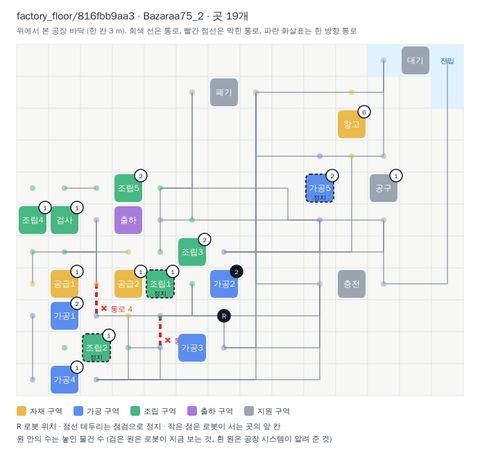 factory_floor/816fbb9aa3 · Bazaraa75_2 · 곳 19개
위에서 본 공장 바닥 (한 칸 3 m). 회색 선은 통로, 빨간 점선은 막힌 통로, 파란 화살표는 한 방향 통로
대기
진입
폐기
6
창고
2
조립5
2
가공5
정지
1
공구
1
조립4
1
검사
출하
2
조립3
1
공급1
1
공급2
1
조립1
정지
2
가공2
충전
✖ 통로 4
2
가공1
R
조립2
정지
✖
가공3
1
가공4
자재 구역 가공 구역 조립 구역 출하 구역 지원 구역
R 로봇 위치 · 점선 테두리는 점검으로 정지 · 작은 점은 로봇이 서는 곳의 앞 칸
원 안의 수는 놓인 물건 수 (검은 원은 로봇이 지금 보는 것, 흰 원은 공장 시스템이 알려 준 것)